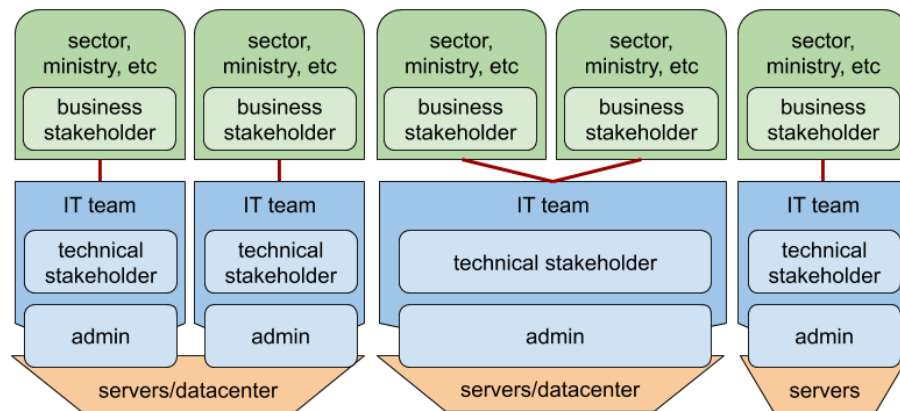 sector,
ministry, etc
business
stakeholder
sector,
ministry, etc
business
stakeholder
sector,
ministry, etc
business
stakeholder
sector,
ministry, etc
business
stakeholder
sector,
ministry, etc
business
stakeholder
IT team
technical
stakeholder
admin
IT team
technical
stakeholder
admin
IT team
technical stakeholder
admin
IT team
technical
stakeholder
admin
servers/datacenter
servers/datacenter
servers